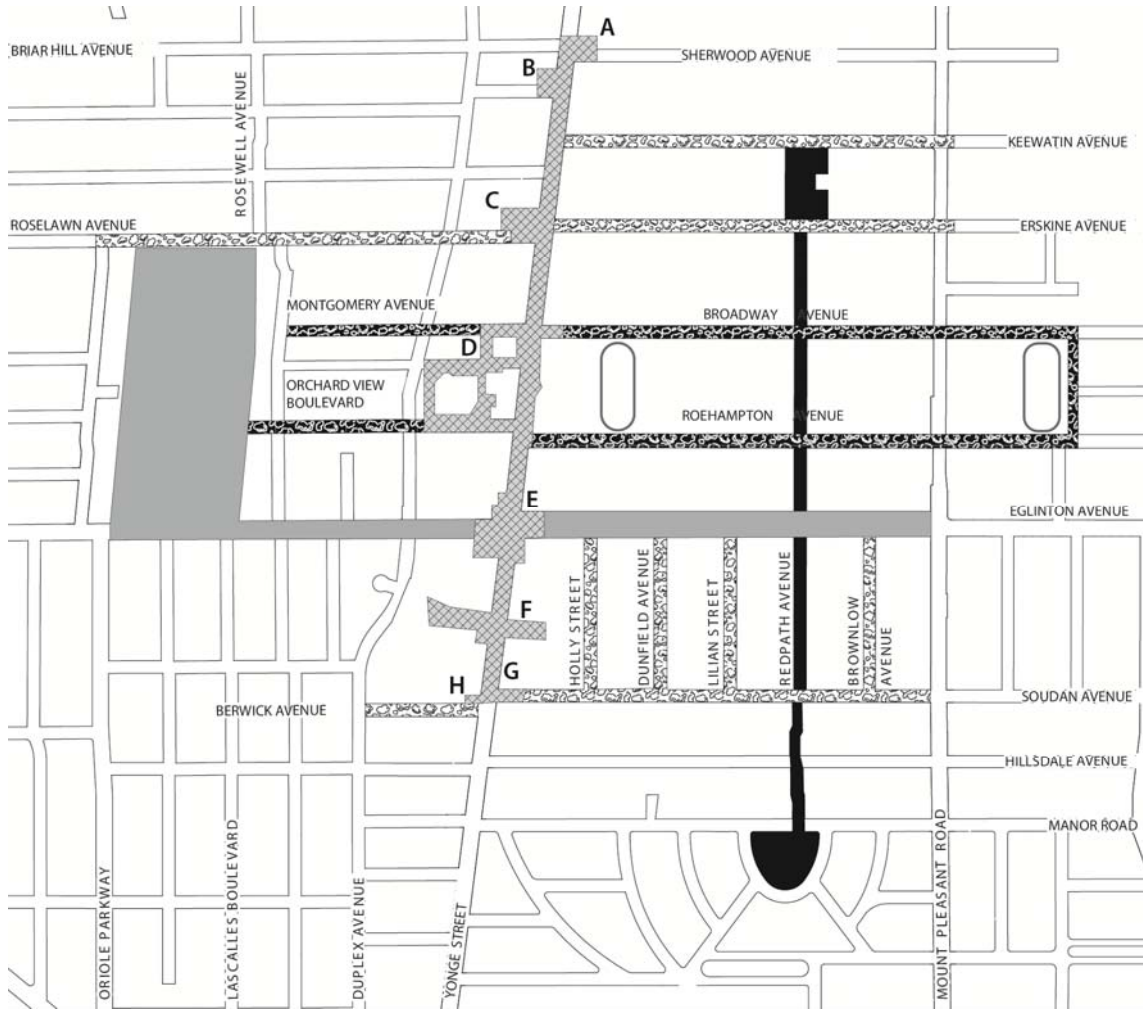 A
BRIAR HILL AVENUE
SHERWOOD AVENUE
B
ROSEWELL AVENUE
KEEWATIN AVENUE
C
ROSELAWN AVENUE
ERSKINE AVENUE
MONTGOMERY AVENUE
BROADWAY AVENUE
D
ORCHARD VIEW
BOULEVARD
ROEHAMPTON AVENUE
E
EGLINTON AVENUE
F
HOLLY STREET
DUNFIELD AVENUE
LILIAN STREET
REDPATH AVENUE
BROWNLOW
AVENUE
G
H
BERWICK AVENUE
SOUDAN AVENUE
HILLSDALE AVENUE
MANOR ROAD
ORIOLE PARKWAY
LASCALLES BOULEVARD
DUPLEX AVENUE
YONGE STREET
MOUNT PLEASANT ROAD